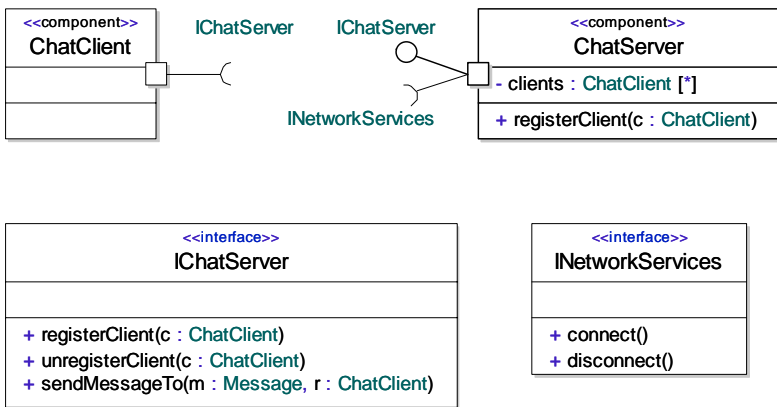 <<component>>
ChatClient
IChatServer
IChatServer
INetworkServices
<<component>>
ChatServer
- clients : ChatClient [*]
+ registerClient(c : ChatClient)
<<interface>>
IChatServer
+ registerClient(c : ChatClient)
+ unregisterClient(c : ChatClient)
+ sendMessageTo(m : Message, r : ChatClient)
<<interface>>
INetworkServices
+ connect()
+ disconnect()